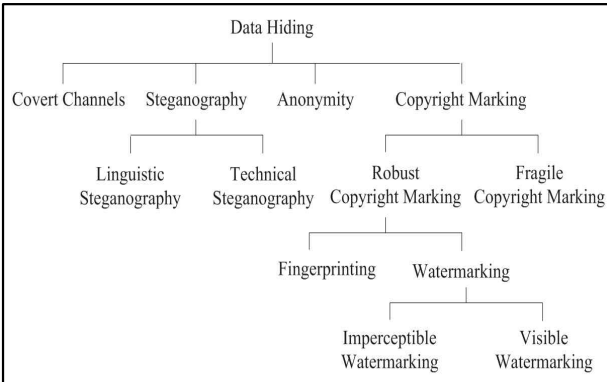 Data Hiding
Covert Channels Steganography Anonymity Copyright Marking
Linguistic Steganography
Technical Steganography
Robust Copyright Marking
Fragile Copyright Marking
Fingerprinting Watermarking
Imperceptible Watermarking
Visible Watermarking